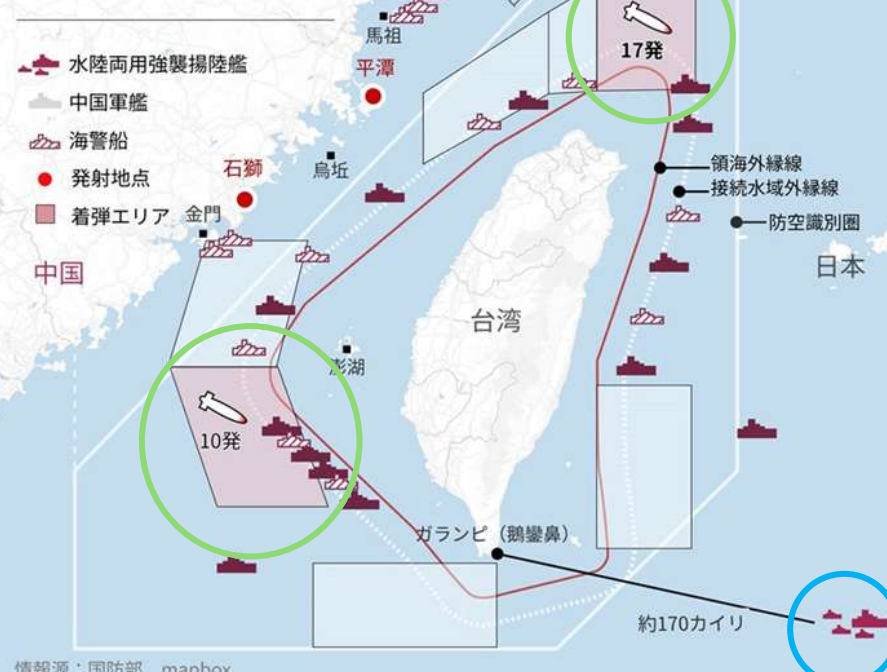 水陸両用強襲揚陸艦
中国軍艦
海警船
発射地点
着弾エリア
馬祖
平潭
烏坵
石獅
金門
中国
17発
領海外縁線
接続水域外縁線
防空識別圏
日本
台湾
澎湖
10発
ガランピ（鵝鑾鼻）
約170カイリ
情報源：国防部、mapbox